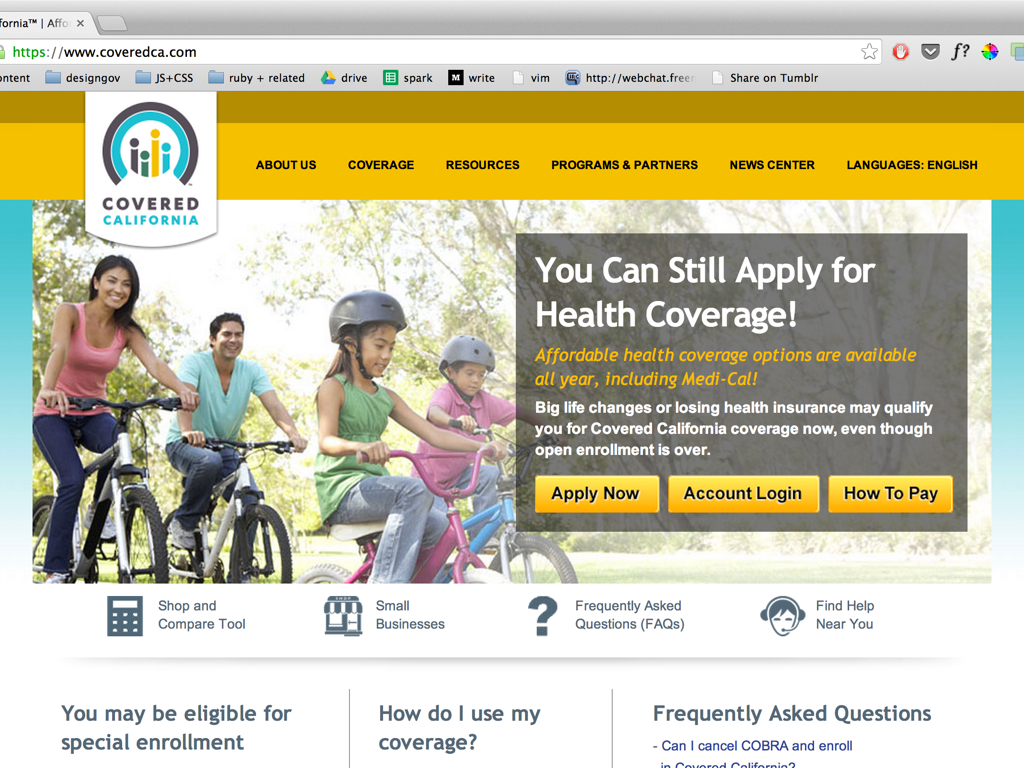 fornia™ | Affo
https://www.coveredca.com
f?
ontent designgov JS+CSS ruby + related drive spark M write vim http://webchat.freen Share on Tumblr
COVERED
CALIFORNIA
ABOUT US COVERAGE RESOURCES PROGRAMS & PARTNERS NEWS CENTER LANGUAGES: ENGLISH
You Can Still Apply for
Health Coverage!
Affordable health coverage options are available
all year, including Medi-Cal!
Big life changes or losing health insurance may qualify
you for Covered California coverage now, even though
open enrollment is over.
Apply Now Account Login How To Pay
Shop and
Compare Tool
SHOP
Small
Businesses
?
Frequently Asked
Questions (FAQs)
Find Help
Near You
You may be eligible for
special enrollment
How do I use my
coverage?
Frequently Asked Questions
- Can I cancel COBRA and enroll
in Covered California?